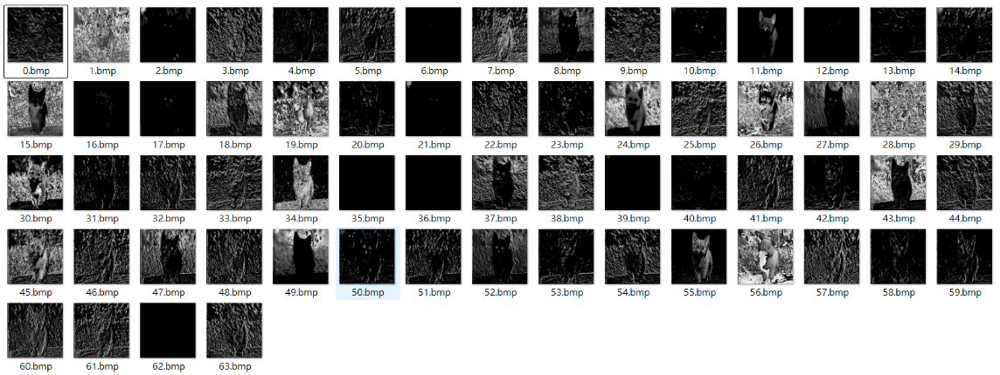 0.bmp 1.bmp 2.bmp 3.bmp 4.bmp 5.bmp 6.bmp 7.bmp 8.bmp 9.bmp 10.bmp 11.bmp 12.bmp 13.bmp 14.bmp
15.bmp 16.bmp 17.bmp 18.bmp 19.bmp 20.bmp 21.bmp 22.bmp 23.bmp 24.bmp 25.bmp 26.bmp 27.bmp 28.bmp 29.bmp
30.bmp 31.bmp 32.bmp 33.bmp 34.bmp 35.bmp 36.bmp 37.bmp 38.bmp 39.bmp 40.bmp 41.bmp 42.bmp 43.bmp 44.bmp
45.bmp 46.bmp 47.bmp 48.bmp 49.bmp 50.bmp 51.bmp 52.bmp 53.bmp 54.bmp 55.bmp 56.bmp 57.bmp 58.bmp 59.bmp
60.bmp 61.bmp 62.bmp 63.bmp